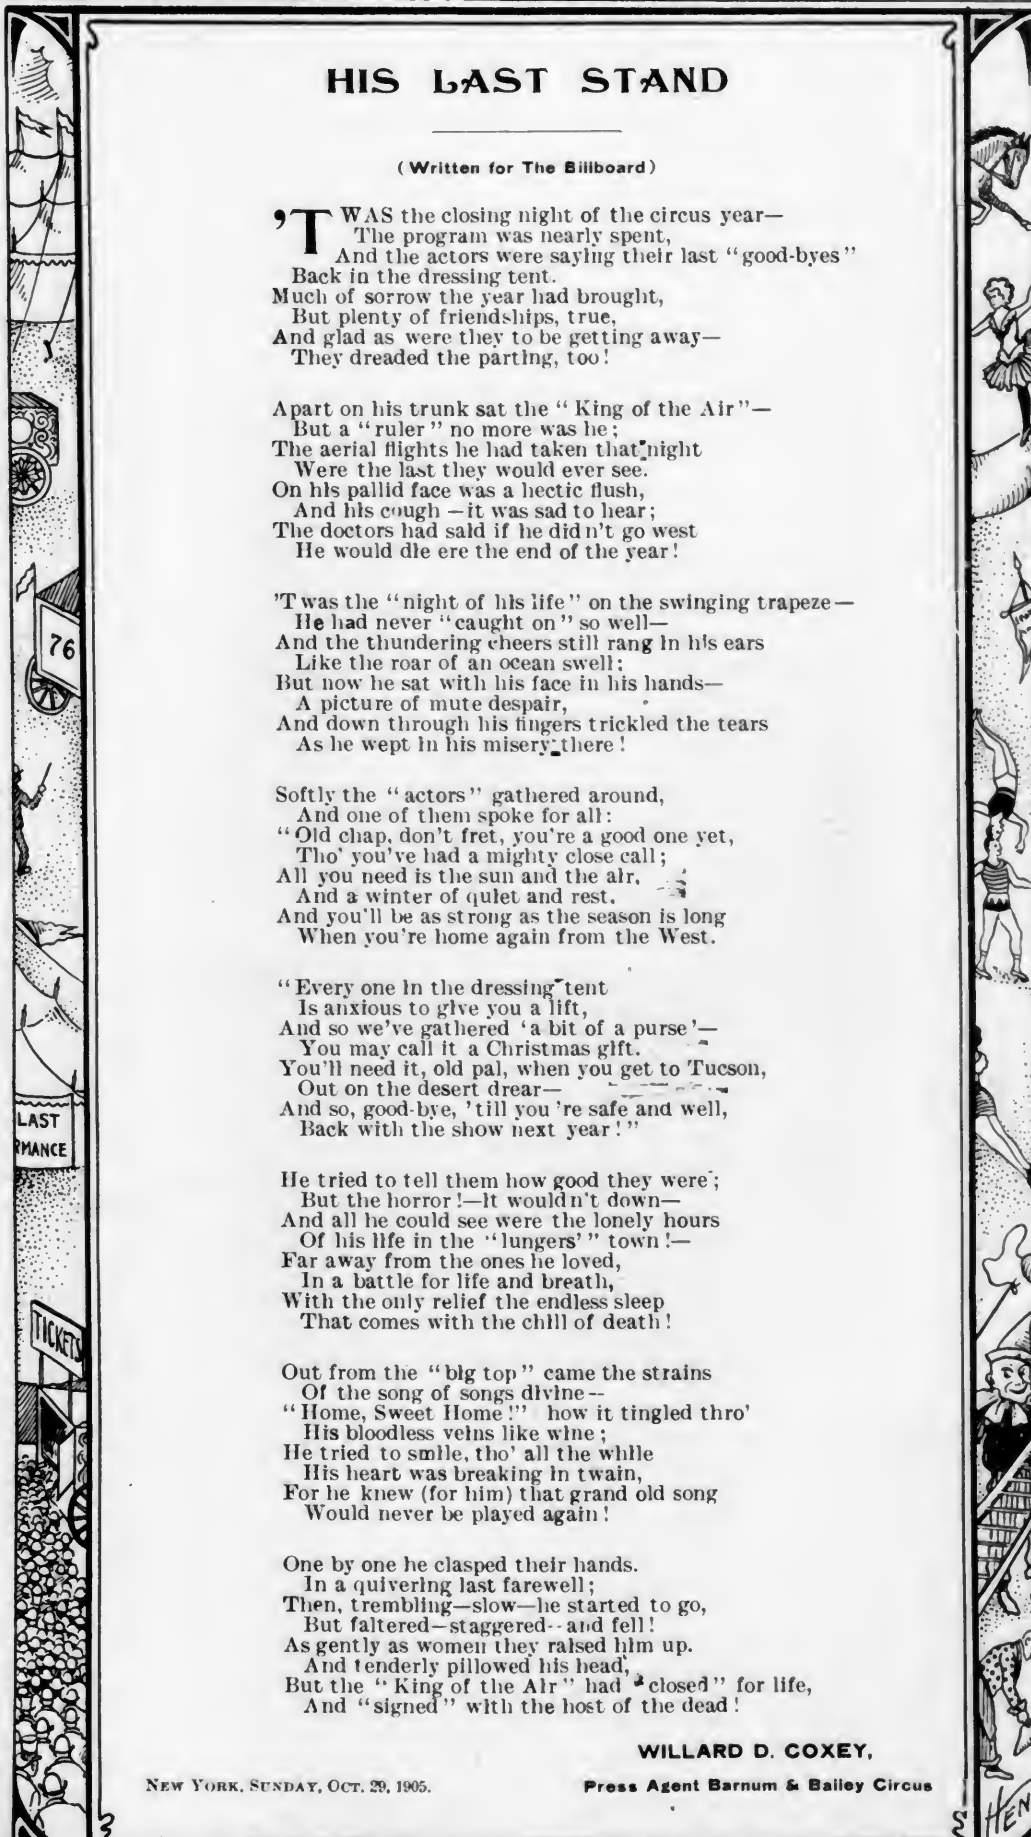 HIS LAST STAND
(Written for The Billboard)
'TWAS the closing night of the circus year—
The program was nearly spent,
And the actors were saying their last "good-byes"
Back in the dressing tent.
Much of sorrow the year had brought,
But plenty of friendships, true,
And glad as were they to be getting away—
They dreaded the parting, too!
Apart on his trunk sat the "King of the Air"—
But a "ruler" no more was he;
The aerial flights he had taken that night
Were the last they would ever see.
On his pallid face was a hectic flush,
And his cough—it was sad to hear;
The doctors had said if he didn't go west
He would die ere the end of the year!
'Twas the "night of his life" on the swinging trapeze—
He had never "caught on" so well—
And the thundering cheers still rang in his ears
Like the roar of an ocean swell;
But now he sat with his face in his hands—
A picture of mute despair,
And down through his fingers trickled the tears
As he wept in his misery there!
Softly the "actors" gathered around,
And one of them spoke for all:
"Old chap, don't fret, you're a good one yet,
Tho' you've had a mighty close call;
All you need is the sun and the air,
And a winter of quiet and rest.
And you'll be as strong as the season is long
When you're home again from the West.
"Every one in the dressing tent
Is anxious to give you a lift,
And so we've gathered 'a bit of a purse'—
You may call it a Christmas gift.
You'll need it, old pal, when you get to Tucson,
Out on the desert drear—
And so, good-bye, 'till you're safe and well,
Back with the show next year!"
He tried to tell them how good they were;
But the horror!—It wouldn't down—
And all he could see were the lonely hours
Of his life in the "lungers'" town!—
Far away from the ones he loved,
In a battle for life and breath,
With the only relief the endless sleep
That comes with the chill of death!
Out from the "big top" came the strains
Of the song of songs divine—
"Home, Sweet Home!" how it tingled thro'
His bloodless veins like wine;
He tried to smile, tho' all the while
His heart was breaking in twain,
For he knew (for him) that grand old song
Would never be played again!
One by one he clasped their hands.
In a quivering last farewell;
Then, trembling—slow—he started to go,
But faltered—staggered--and fell!
As gently as women they raised him up.
And tenderly pillowed his head,
But the "King of the Air" had "closed" for life,
And "signed" with the host of the dead!
WILLARD D. COXEY,
NEW YORK, SUNDAY, OCT. 29, 1905.
Press Agent Barnum & Bailey Circus
76
LAST
RMANCE
TICKETS
HEN